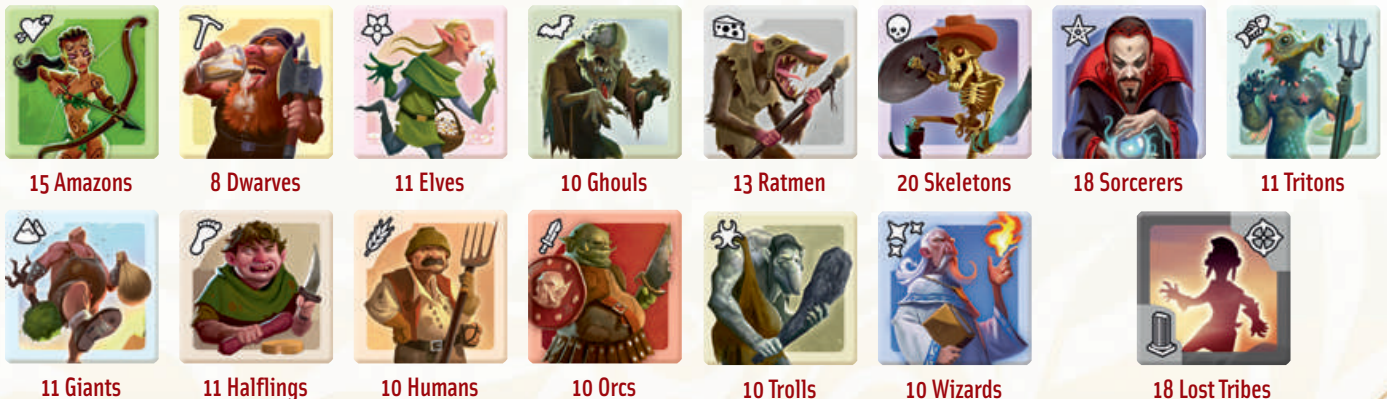 15 Amazons
8 Dwarves
11 Elves
10 Ghouls
13 Ratmen
20 Skeletons
18 Sorcerers
11 Tritons
11 Giants
11 Halflings
10 Humans
10 Orcs
10 Trolls
10 Wizards
18 Lost Tribes